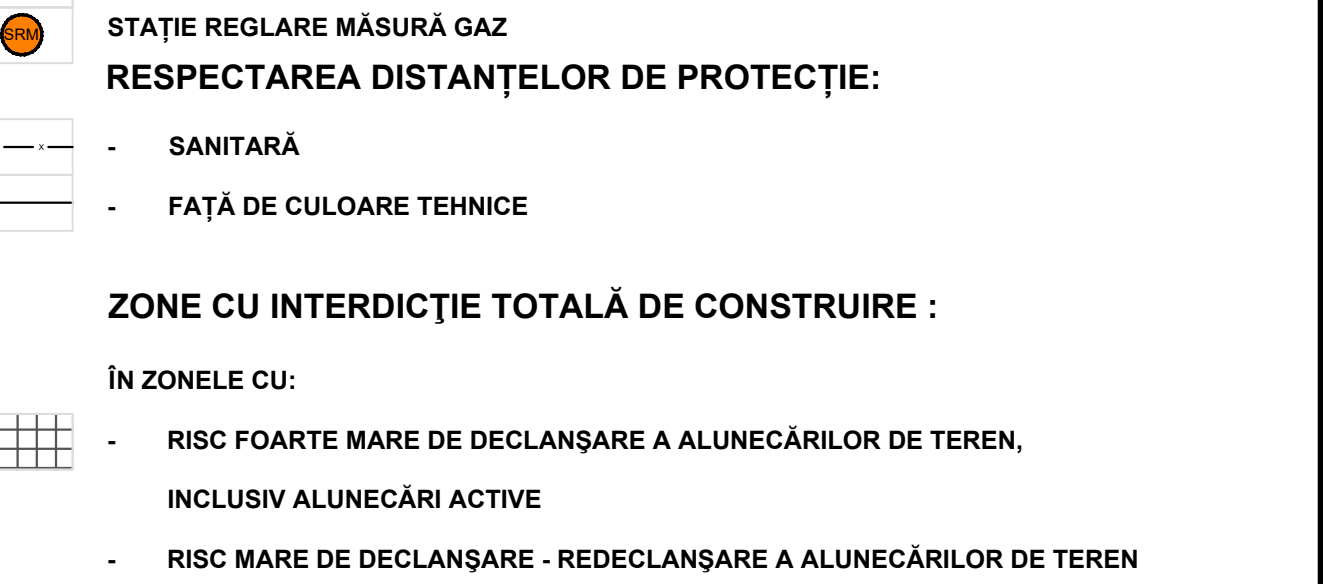 SRM STAȚIE REGLARE MĂSURĂ GAZ
RESPECTAREA DISTANȚELOR DE PROTECȚIE:
x - SANITARĂ
- FAȚĂ DE CULOARE TEHNICE
ZONE CU INTERDICŢIE TOTALĂ DE CONSTRUIRE :
ÎN ZONELE CU:
- RISC FOARTE MARE DE DECLANŞARE A ALUNECĂRILOR DE TEREN,
INCLUSIV ALUNECĂRI ACTIVE
- RISC MARE DE DECLANŞARE - REDECLANŞARE A ALUNECĂRILOR DE TEREN